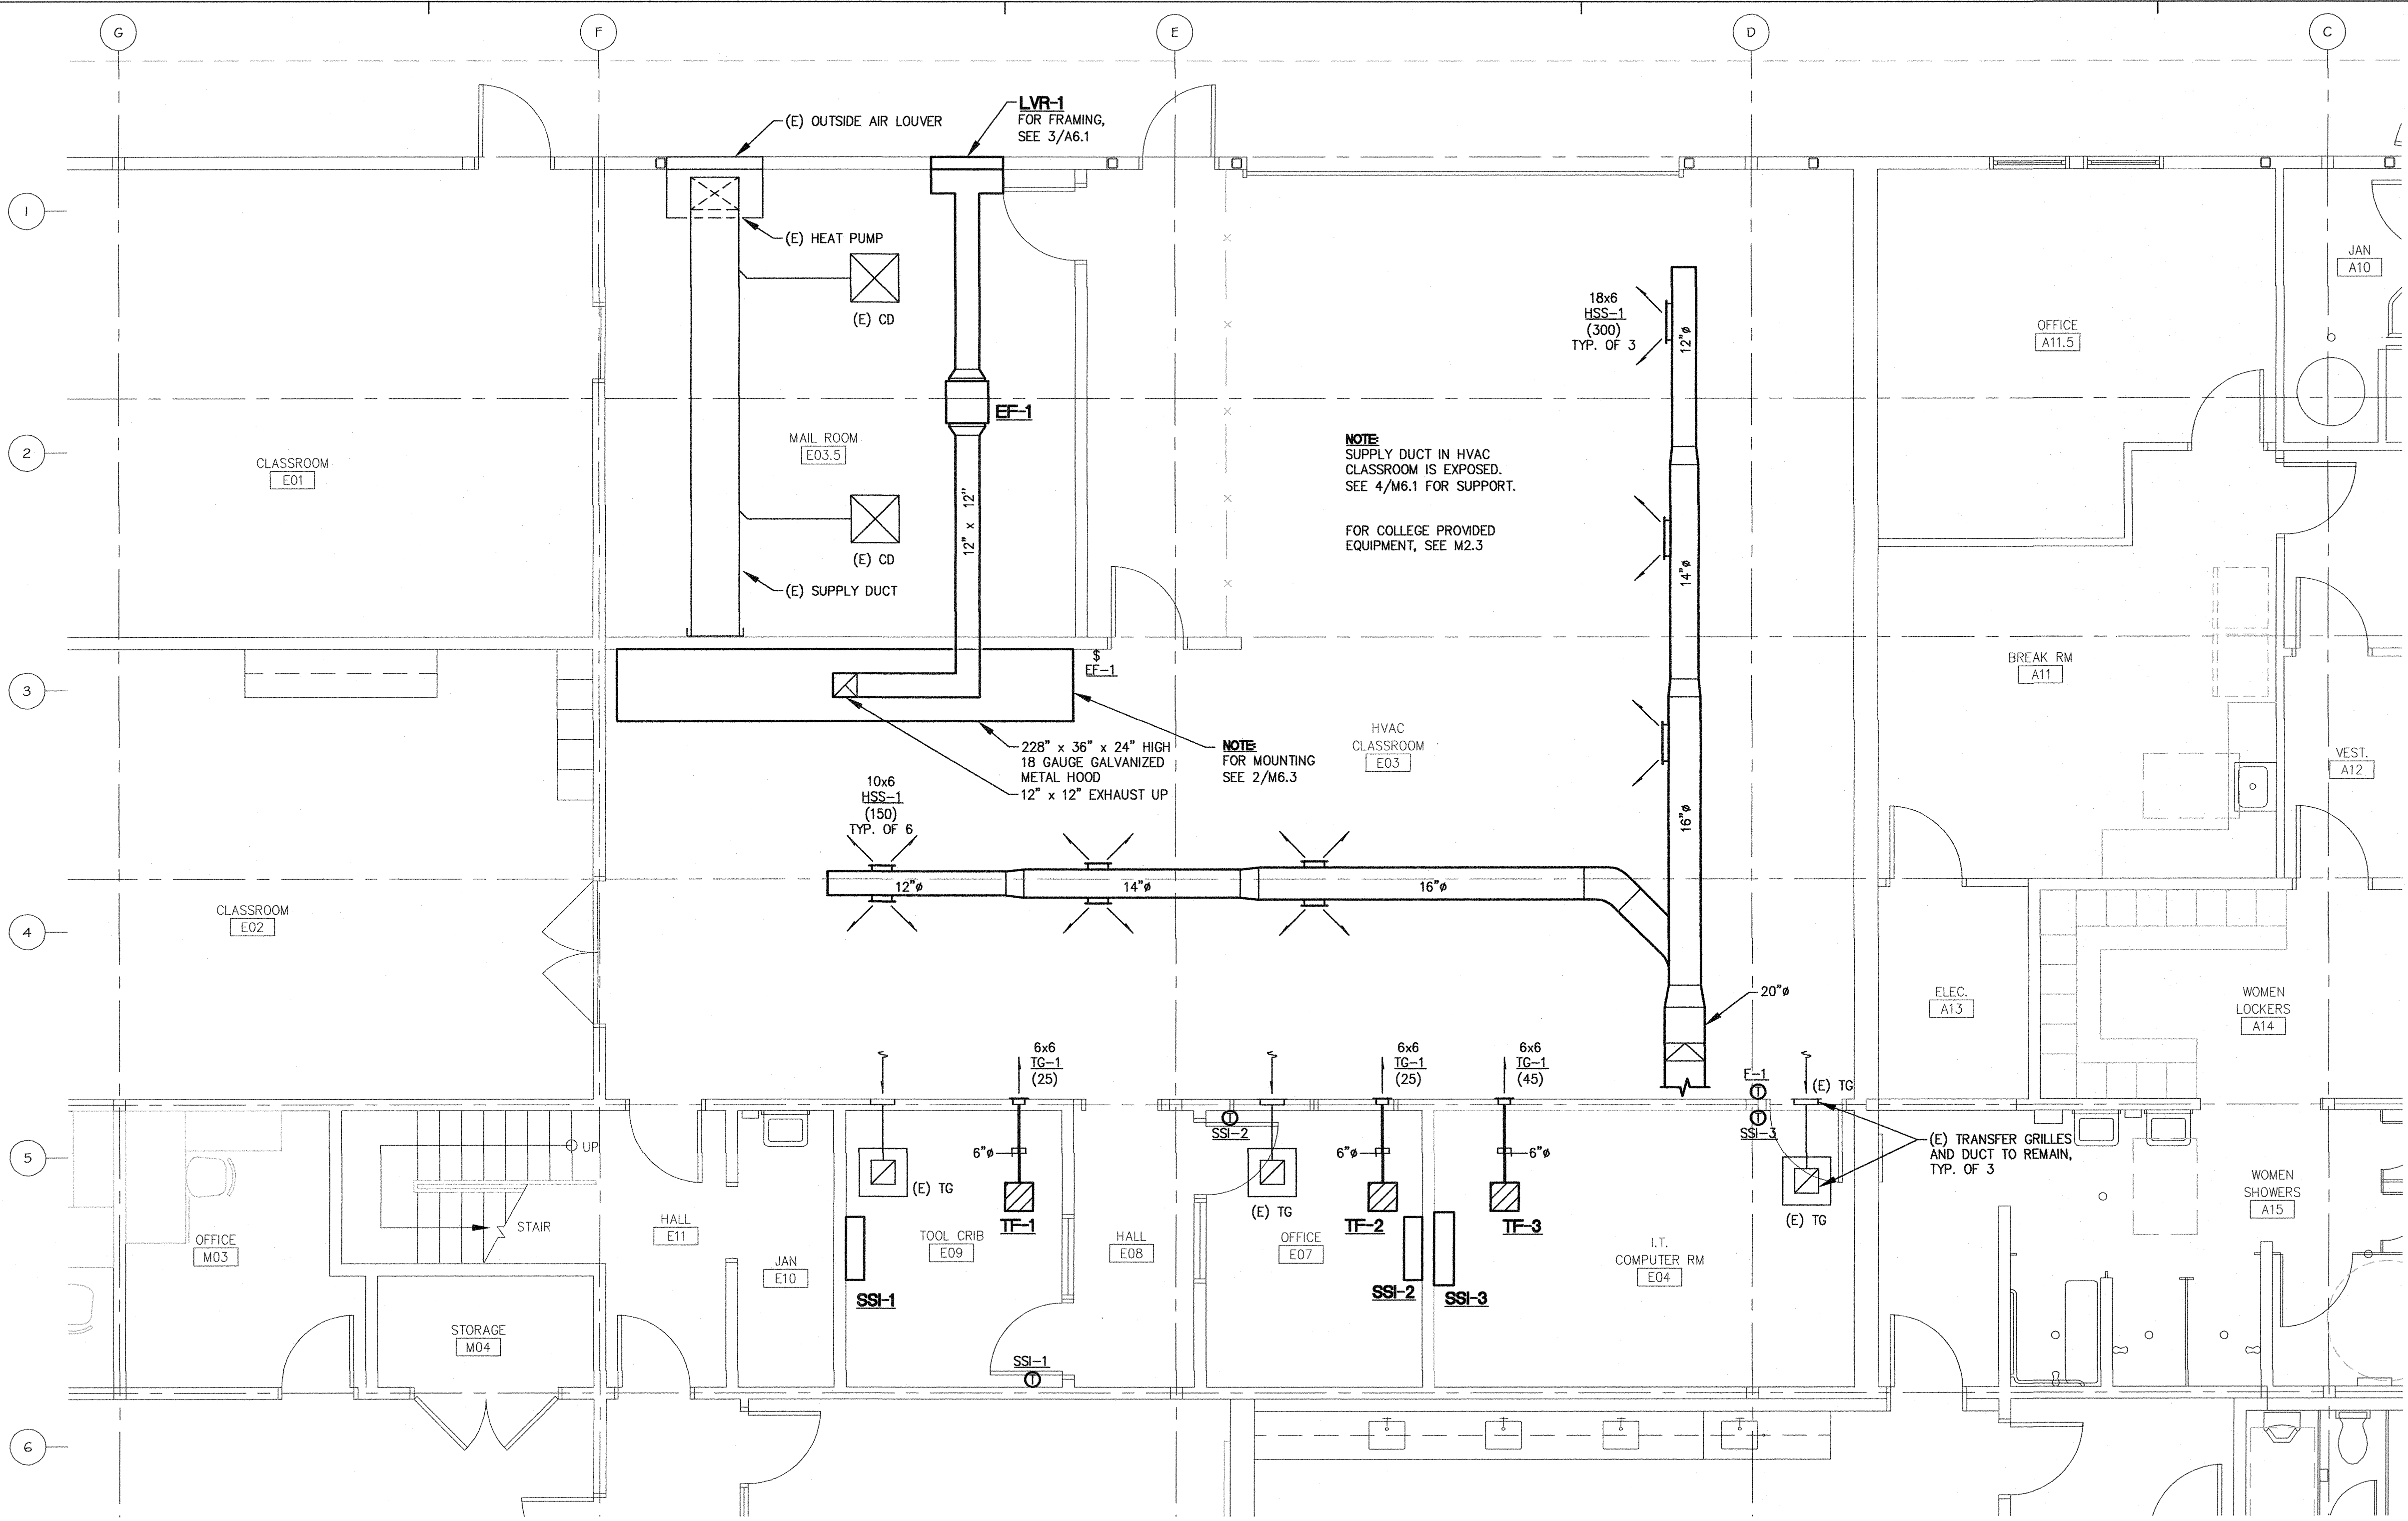 G
F
E
D
C
LVR-1
FOR FRAMING,
SEE 3/A6.1
(E) OUTSIDE AIR LOUVER
1
(E) HEAT PUMP
(E) CD
JAN
A10
18x6
HSS-1
(300)
TYP. OF 3
12"ø
OFFICE
A11.5
EF-1
2
CLASSROOM
E01
MAIL ROOM
E03.5
12" x 12"
NOTE:
SUPPLY DUCT IN HVAC
CLASSROOM IS EXPOSED.
SEE 4/M6.1 FOR SUPPORT.
FOR COLLEGE PROVIDED
EQUIPMENT, SEE M2.3
(E) CD
14"ø
(E) SUPPLY DUCT
3
$
EF-1
BREAK RM
A11
228" x 36" x 24" HIGH
18 GAUGE GALVANIZED
METAL HOOD
12" x 12" EXHAUST UP
NOTE:
FOR MOUNTING
SEE 2/M6.3
HVAC
CLASSROOM
E03
VEST.
A12
10x6
HSS-1
(150)
TYP. OF 6
16"ø
12"ø
14"ø
16"ø
4
CLASSROOM
E02
20"ø
ELEC.
A13
WOMEN
LOCKERS
A14
6x6
TG-1
(25)
6x6
TG-1
(25)
6x6
TG-1
(45)
F-1
T
(E) TG
T
SSI-2
T
SSI-3
5
UP
6"ø
6"ø
6"ø
(E) TRANSFER GRILLES
AND DUCT TO REMAIN,
TYP. OF 3
(E) TG
(E) TG
(E) TG
STAIR
TF-1
TF-2
TF-3
WOMEN
SHOWERS
A15
OFFICE
M03
HALL
E11
JAN
E10
TOOL CRIB
E09
HALL
E08
OFFICE
E07
I.T.
COMPUTER RM
E04
SSI-1
SSI-2
SSI-3
STORAGE
M04
SSI-1
T
6